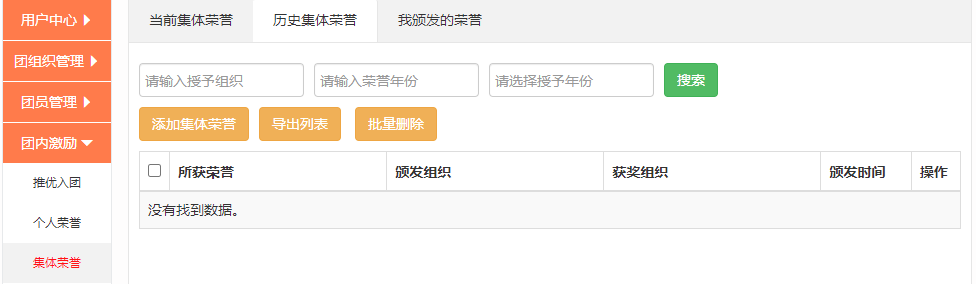 用户中心
团组织管理
团员管理
团内激励
推优入团
个人荣誉
集体荣誉
当前集体荣誉 历史集体荣誉 我颁发的荣誉
请输入授予组织 请输入荣誉年份 请选择授予年份 搜索
添加集体荣誉 导出列表 批量删除
所获荣誉 颁发组织 获奖组织 颁发时间 操作
没有找到数据。